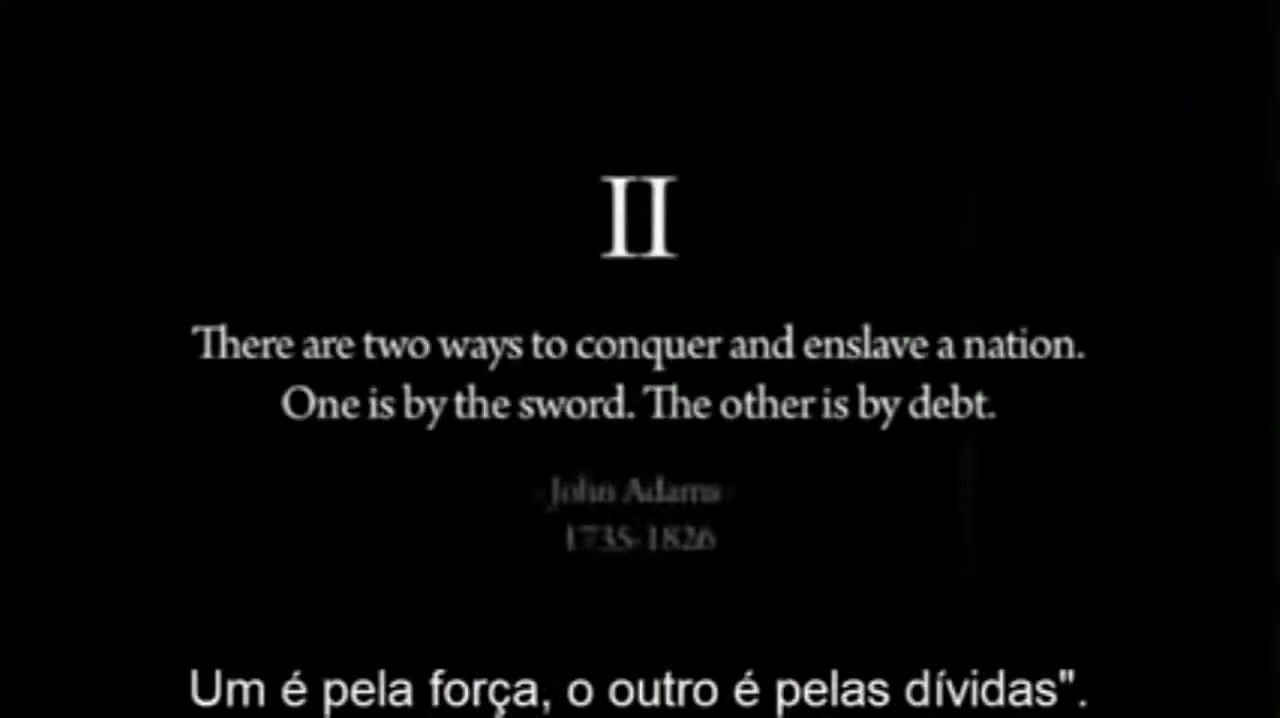 II
There are two ways to conquer and enslave a nation.
One is by the sword. The other is by debt.
John Adams
1735-1826
Um é pela força, o outro é pelas dívidas".